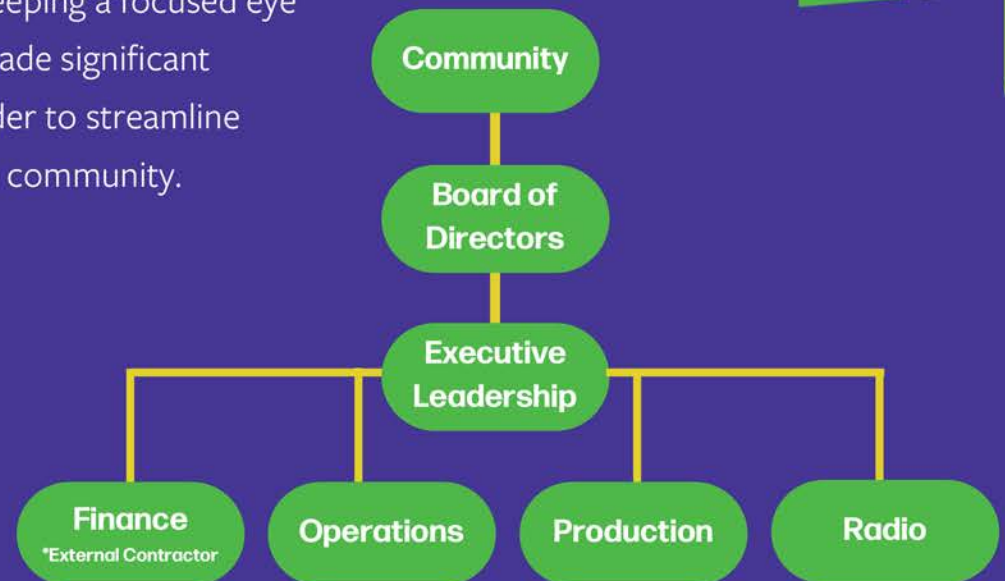 eeping a focused eye
ade significant
der to streamline
community.
Community
Board of
Directors
Executive
Leadership
Finance
*External Contractor
Operations
Production
Radio